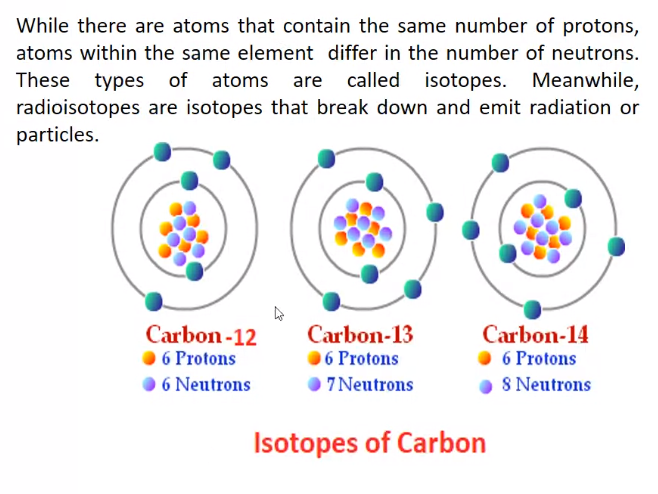 While there are atoms that contain the same number of protons,
atoms within the same element differ in the number of neutrons.
These types of atoms are called isotopes. Meanwhile,
radioisotopes are isotopes that break down and emit radiation or
particles.
Carbon-12 Carbon-13 Carbon-14
6 Protons 6 Protons 6 Protons
6 Neutrons 7 Neutrons 8 Neutrons
Isotopes of Carbon